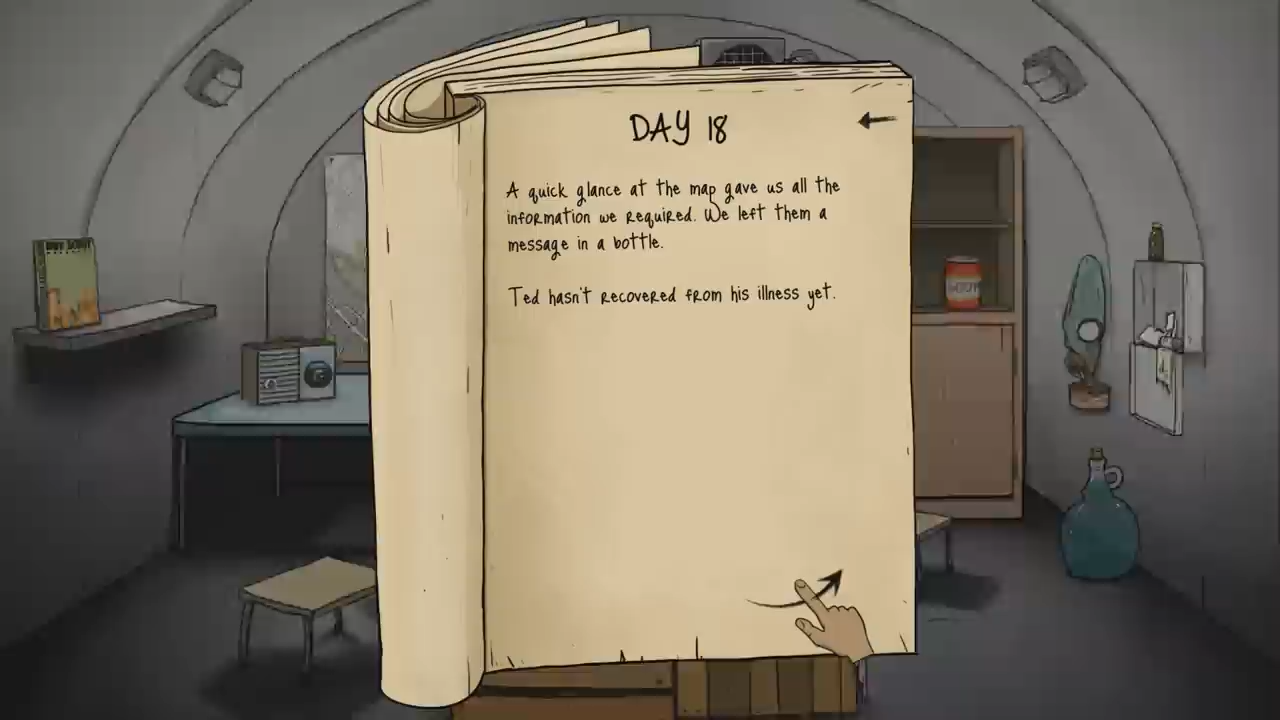 DAY 18
A quick glance at the map gave us all the
information we required. We left them a
message in a bottle.
Ted hasn't recovered from his illness yet.
SOUP